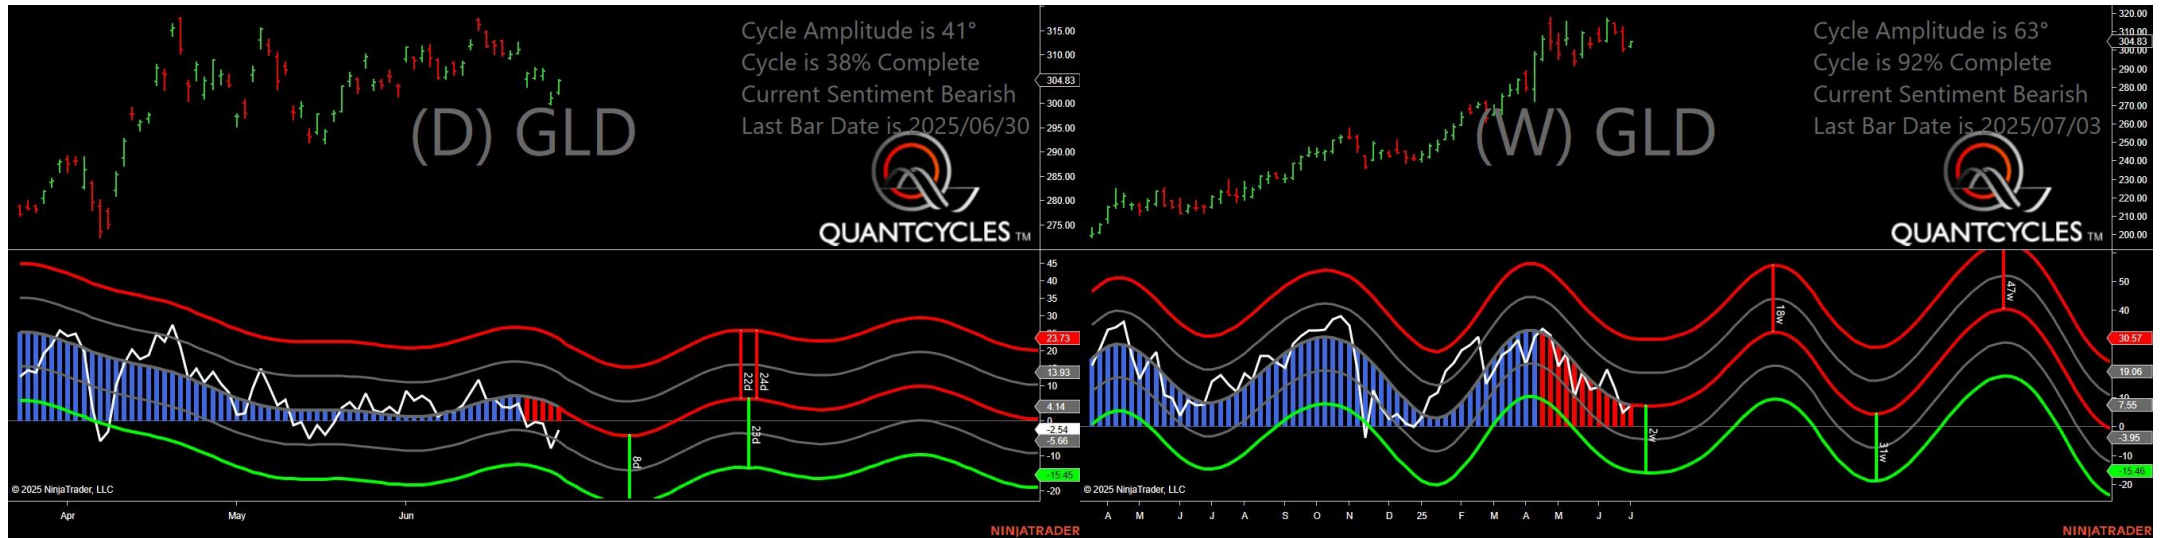 Cycle Amplitude is 41°
Cycle is 38% Complete
Current Sentiment Bearish
Last Bar Date is 2025/06/30
(D) GLD
QUANTCYCLES TM
315.00
310.00
304.83
300.00
295.00
290.00
285.00
280.00
275.00
45
40
35
30
23.73
20
13.93
10
4.14
0
-2.54
-5.66
-10
-15.45
-20
8d
22d
24d
23d
© 2025 NinjaTrader, LLC
Apr
May
Jun
NINJATRADER
Cycle Amplitude is 63°
Cycle is 92% Complete
Current Sentiment Bearish
Last Bar Date is 2025/07/03
(W) GLD
QUANTCYCLES TM
320.00
310.00
304.83
300.00
290.00
280.00
270.00
260.00
250.00
240.00
230.00
220.00
210.00
200.00
50
40
30.57
19.06
10
7.55
0
-3.95
-10
-15.46
-20
2w
18w
31w
47w
© 2025 NinjaTrader, LLC
A M J J A S O N D 25 F M A M J J
NINJATRADER